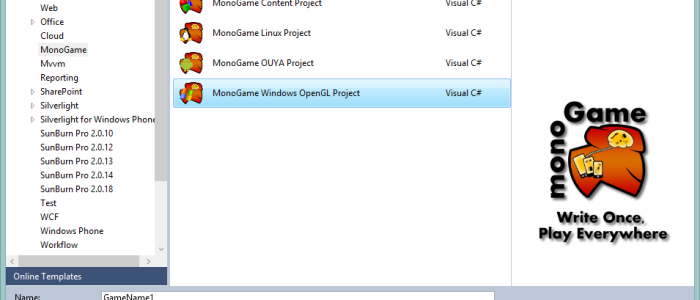 Web
Office
Cloud
MonoGame
Mvvm
Reporting
SharePoint
Silverlight
Silverlight for Windows Phone
SunBurn Pro 2.0.10
SunBurn Pro 2.0.12
SunBurn Pro 2.0.13
SunBurn Pro 2.0.14
SunBurn Pro 2.0.18
Test
WCF
Windows Phone
Workflow
Online Templates
MonoGame Content Project Visual C#
MonoGame Linux Project Visual C#
MonoGame OUYA Project Visual C#
MonoGame Windows OpenGL Project Visual C#
mono
Game
Write Once,
Play Everywhere
Name: GameName1